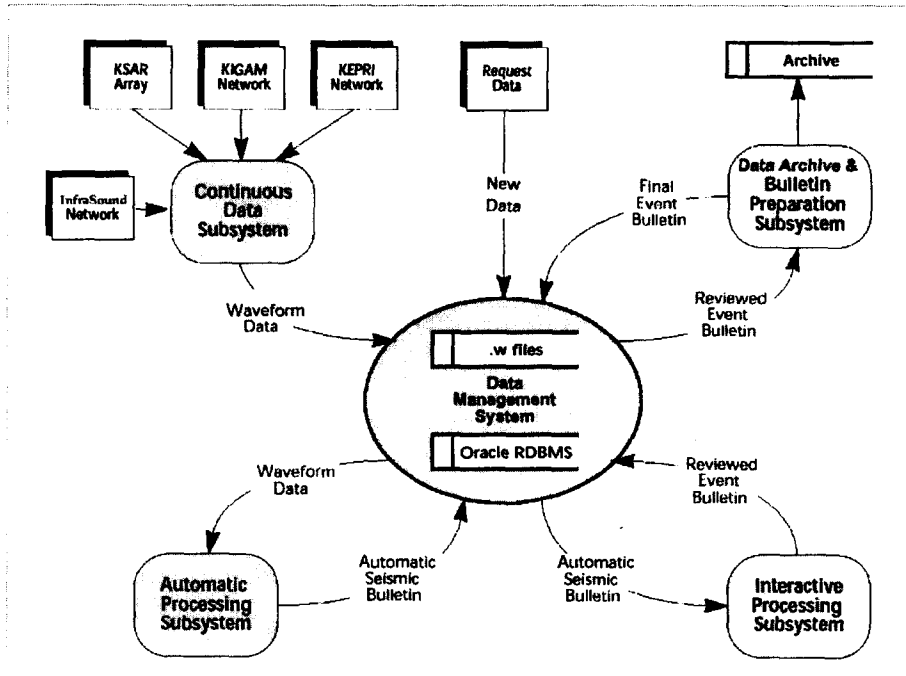 KSAR
Array
KIGAM
Network
KEPRI
Network
Request
Data
Archive
InfraSound
Network
Continuous
Data
Subsystem
New
Data
Final
Event
Bulletin
Data Archive &
Bulletin
Preparation
Subsystem
Waveform
Data
Reviewed
Event
Bulletin
.w files
Data
Management
System
Oracle RDBMS
Waveform
Data
Reviewed
Event
Bulletin
Automatic
Seismic
Bulletin
Automatic
Seismic
Bulletin
Automatic
Processing
Subsystem
Interactive
Processing
Subsystem